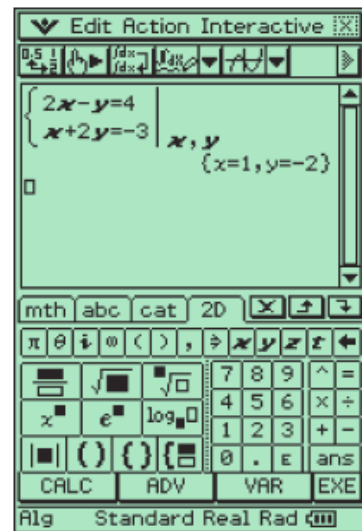 Edit Action Interactive
2x-y=4
x+2y=-3 | x, y
{x=1, y=-2}
mth abc cat 2D
π θ i ∞ ( ) , ⇒ x y z t ←
7 8 9 ^ =
x■ e■ log■□ 4 5 6 × ÷
1 2 3 + -
|■| ( ) { } {
0 . E ans
CALC ADV VAR EXE
Alg Standard Real Rad